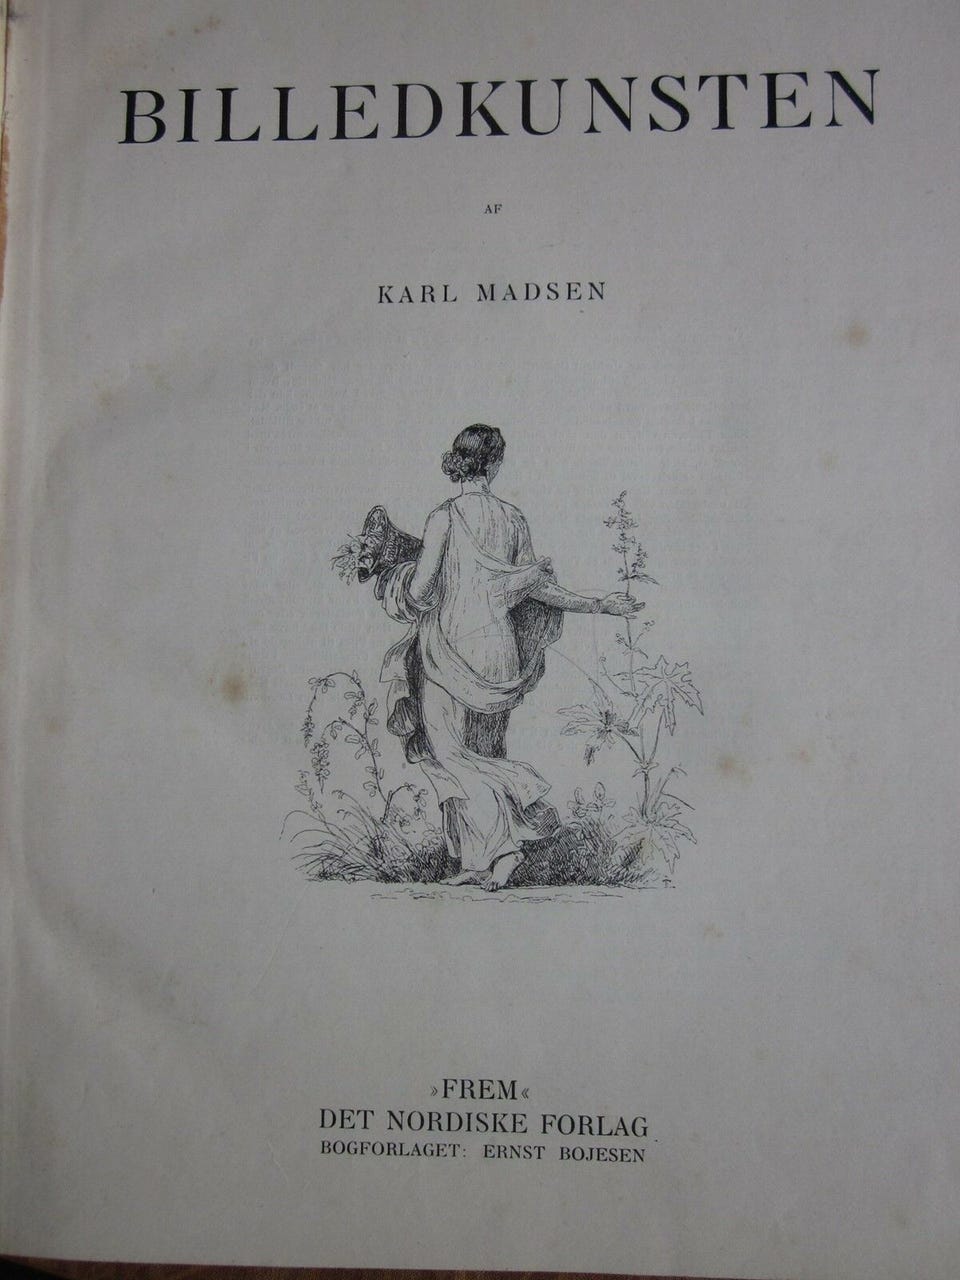 BILLEDKUNSTEN
AF
KARL MADSEN
»FREM«
DET NORDISKE FORLAG
BOGFORLAGET: ERNST BOJESEN